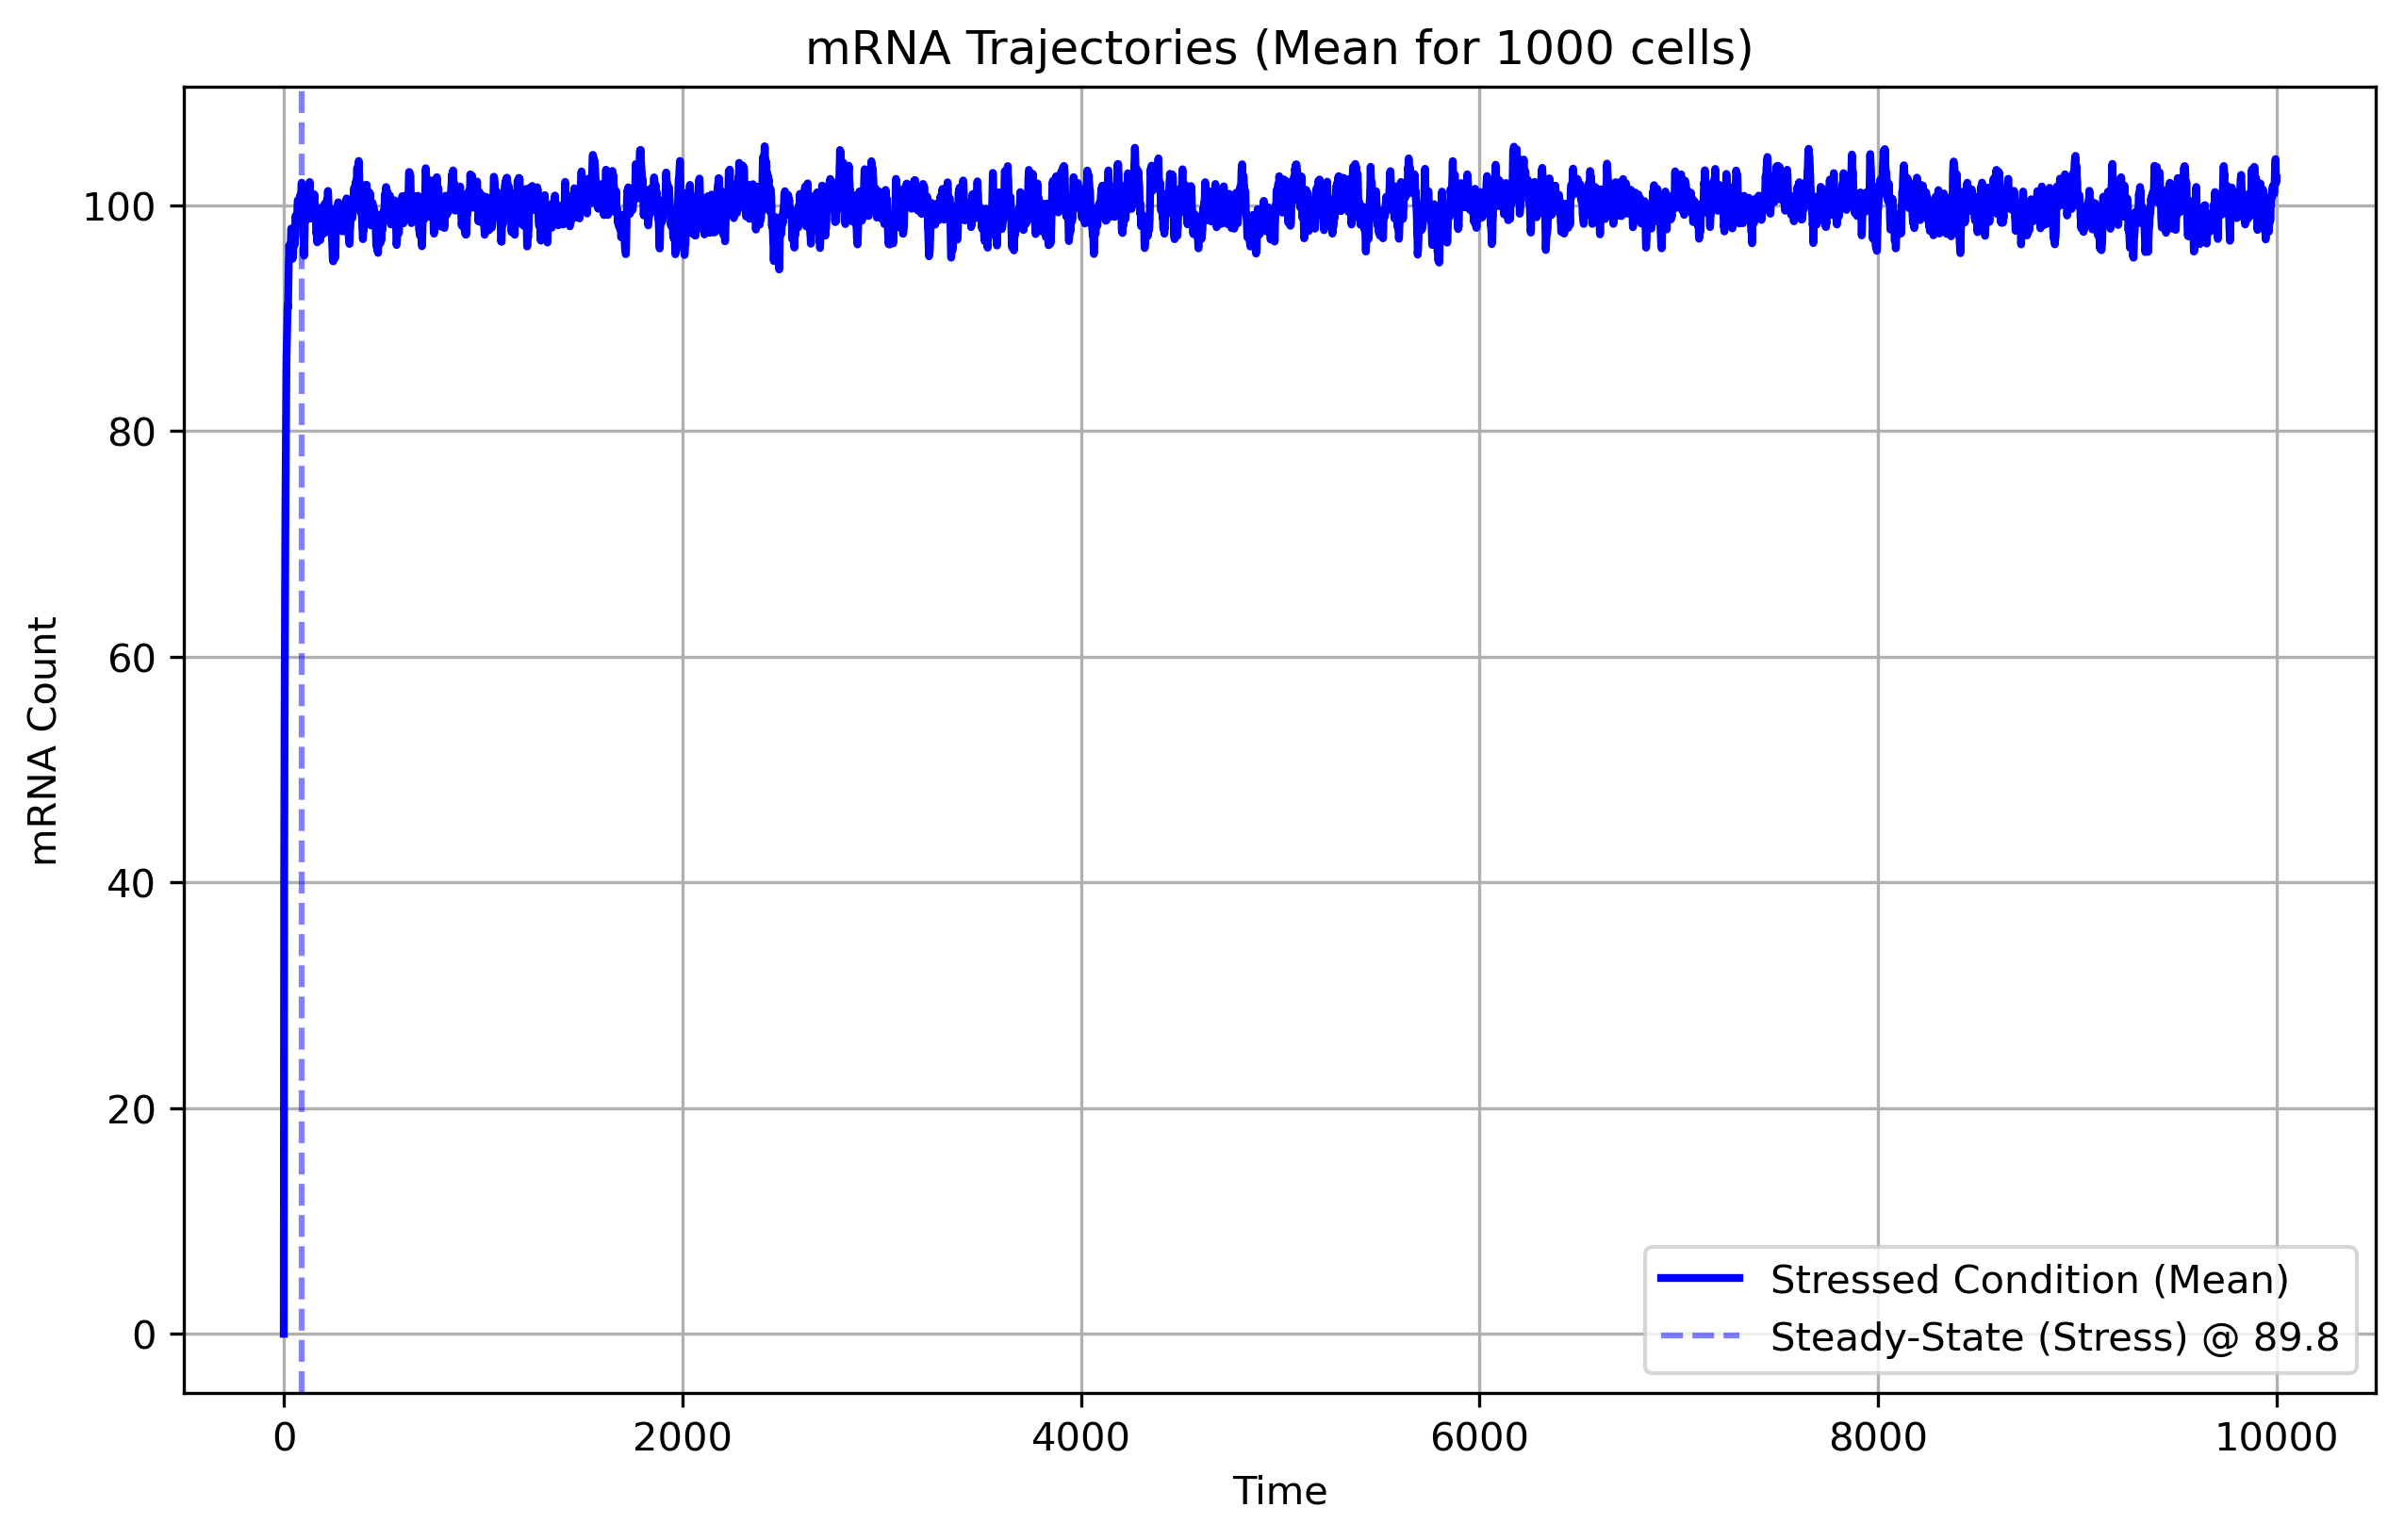 mRNA Trajectories (Mean for 1000 cells)
mRNA Count
100
80
60
40
20
0
Stressed Condition (Mean)
Steady-State (Stress) @ 89.8
0 2000 4000 6000 8000 10000
Time